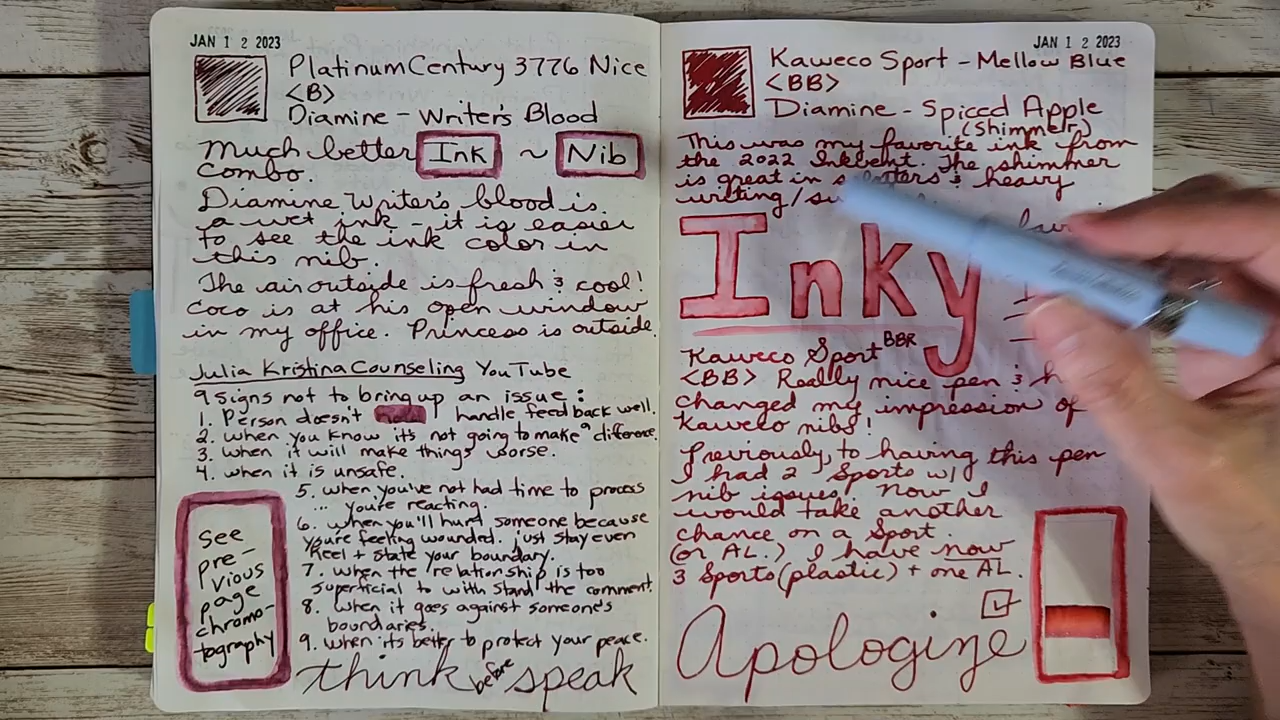 JAN 1 2 2023
Platinum Century 3776 Nice
<B>
Diamine - Writer's Blood
Much better Ink ~ Nib
combo.
Diamine Writer's blood is
a wet ink - it is easier
to see the ink color in
this nib.
The air outside is fresh & cool!
Coco is at his open window
in my office. Princess is outside.
Julia Kristina Counseling YouTube
9 signs not to bring up an issue:
1. Person doesn't handle feedback well.
2. when you know it's not going to make a difference.
3. when it will make things worse.
4. when it is unsafe.
5. when you've not had time to process
... you're reacting.
6. when you'll hurt someone because
you're feeling wounded. just stay even
keel + state your boundary.
7. when the relationship is too
superficial to with stand the comment.
8. when it goes against someone's
boundaries.
9. when it's better to protect your peace.
see
pre-
vious
page
chroma-
tography
think before speak
JAN 1 2 2023
Kaweco Sport - Mellow Blue
<BB>
Diamine - Spiced Apple
(Shimmer)
This was my favorite ink from
the 2022 Inkvent. The shimmer
is great in & heavy
writing/
Inky
Kaweco Sport BBR
<BB> Really nice pen &
changed my impression of
Kaweco nibs!
Previously, to having this pen
I had 2 Sports w/
nib issues. Now I
would take another
chance on a Sport.
(or AL.) I have now
3 Sports (plastic) + one AL.
Apologize